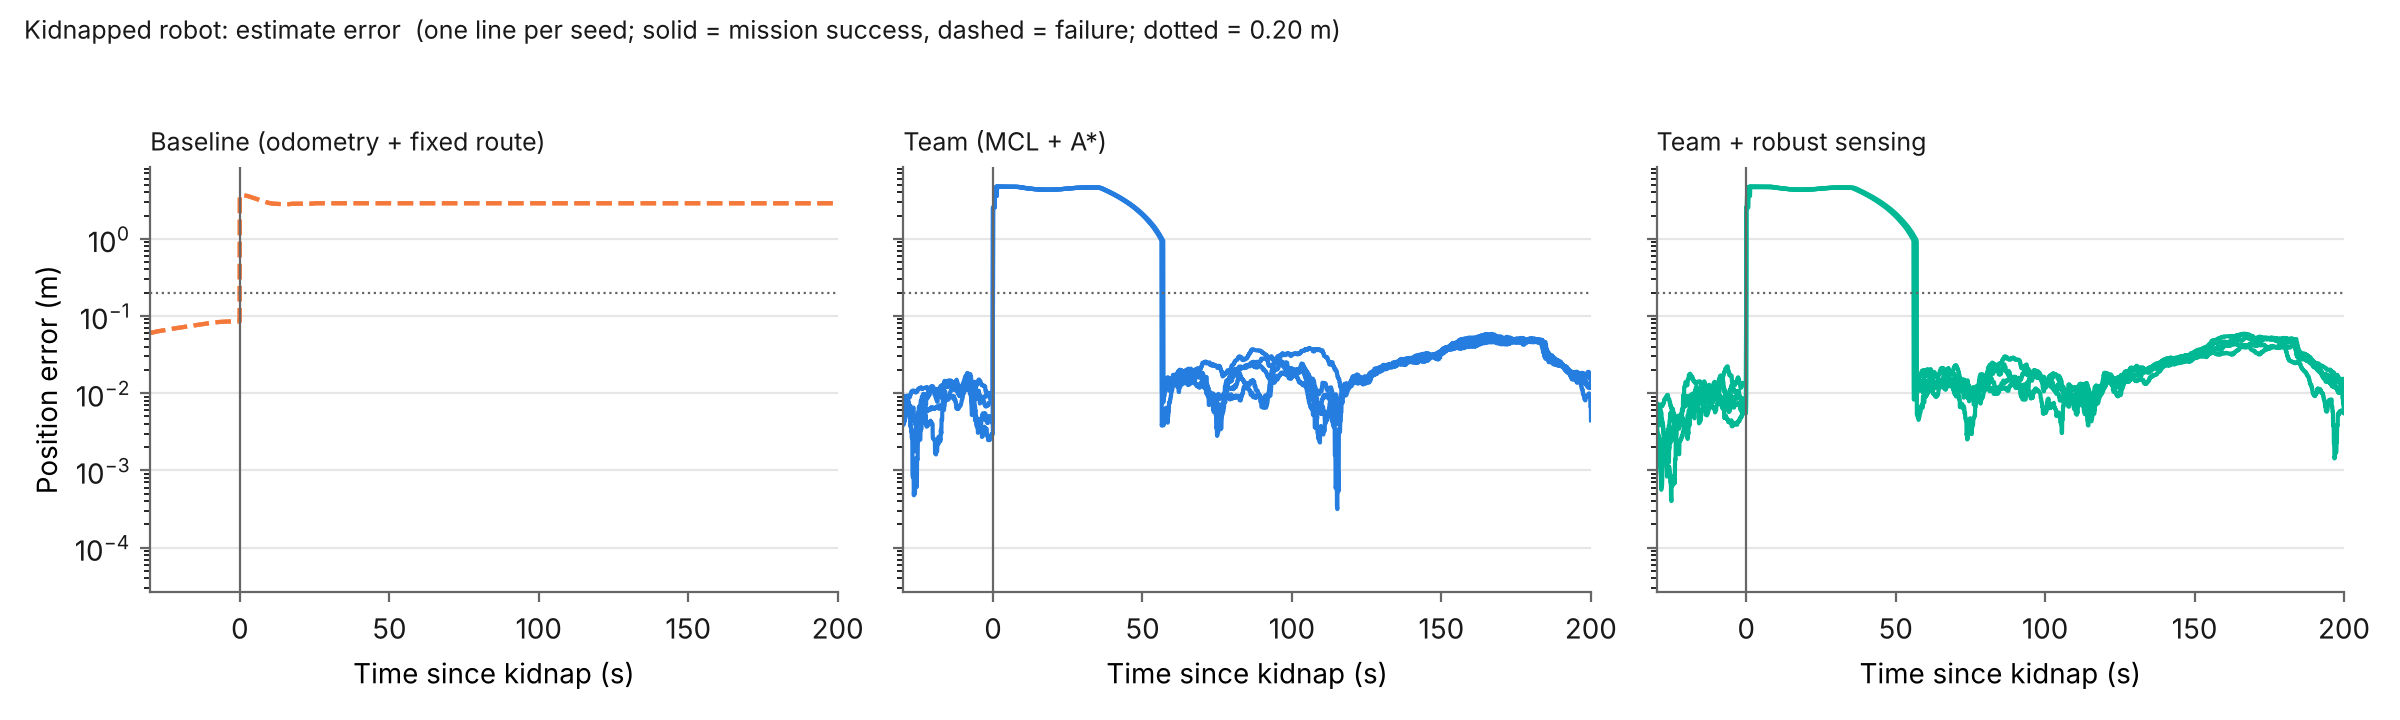 Kidnapped robot: estimate error  (one line per seed; solid = mission success, dashed = failure; dotted = 0.20 m)
Baseline (odometry + fixed route)
Team (MCL + A*)
Team + robust sensing
Position error (m)
10⁰
10⁻¹
10⁻²
10⁻³
10⁻⁴
0 50 100 150 200
0 50 100 150 200
0 50 100 150 200
Time since kidnap (s)
Time since kidnap (s)
Time since kidnap (s)